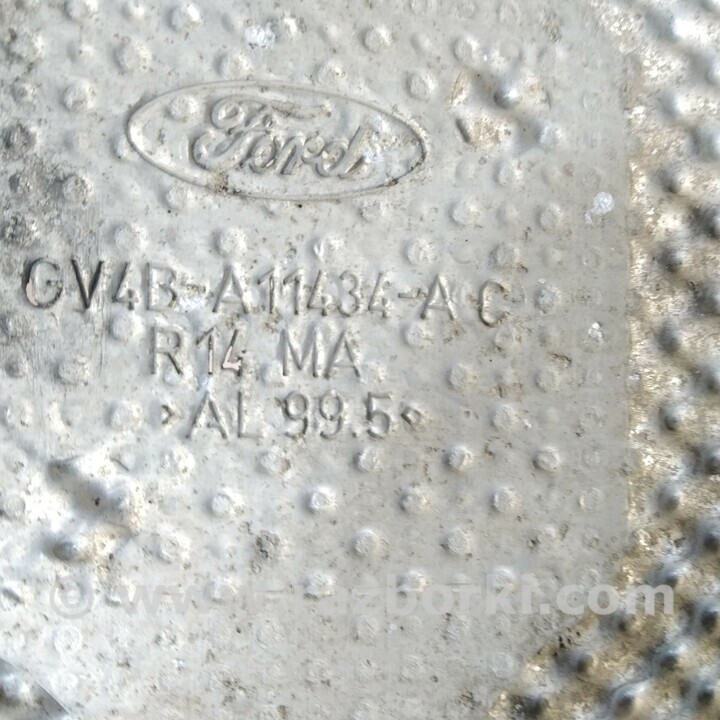 Ford
GV4B-A11434-AC
R14 MA
>AL 99.5<